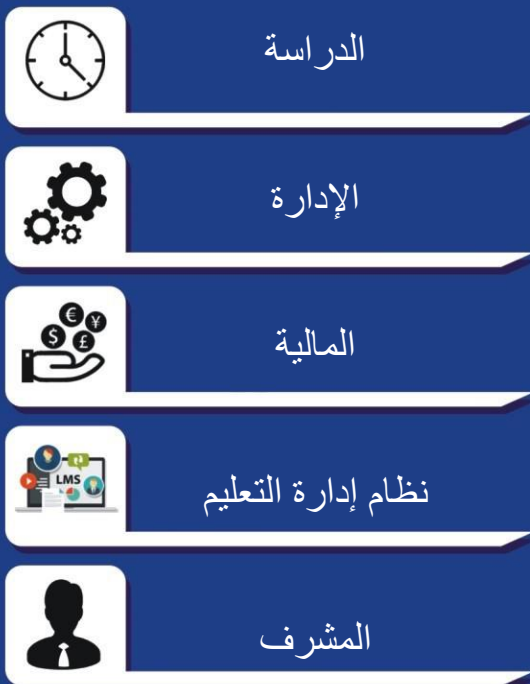 الدراسة
الإدارة
المالية
LMS
نظام إدارة التعليم
المشرف